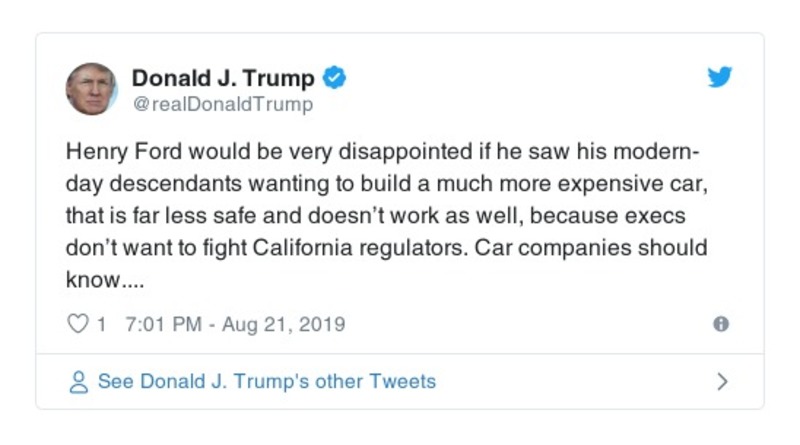 Donald J. Trump
@realDonaldTrump
Henry Ford would be very disappointed if he saw his modern-
day descendants wanting to build a much more expensive car,
that is far less safe and doesn’t work as well, because execs
don’t want to fight California regulators. Car companies should
know....
1 7:01 PM - Aug 21, 2019
See Donald J. Trump's other Tweets